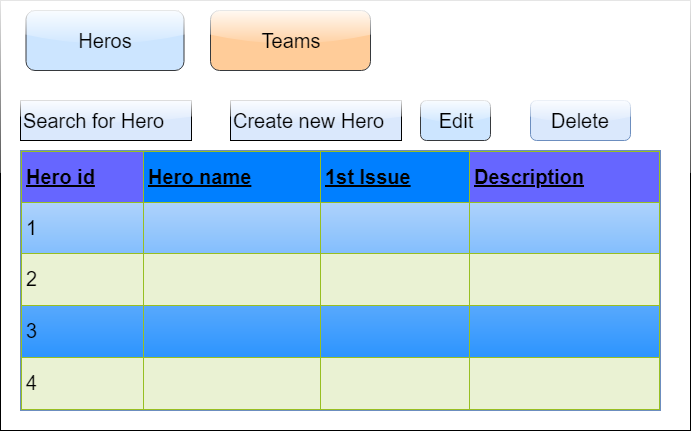 Heros
Teams
Search for Hero
Create new Hero
Edit
Delete
Hero id
Hero name
1st Issue
Description
1
2
3
4